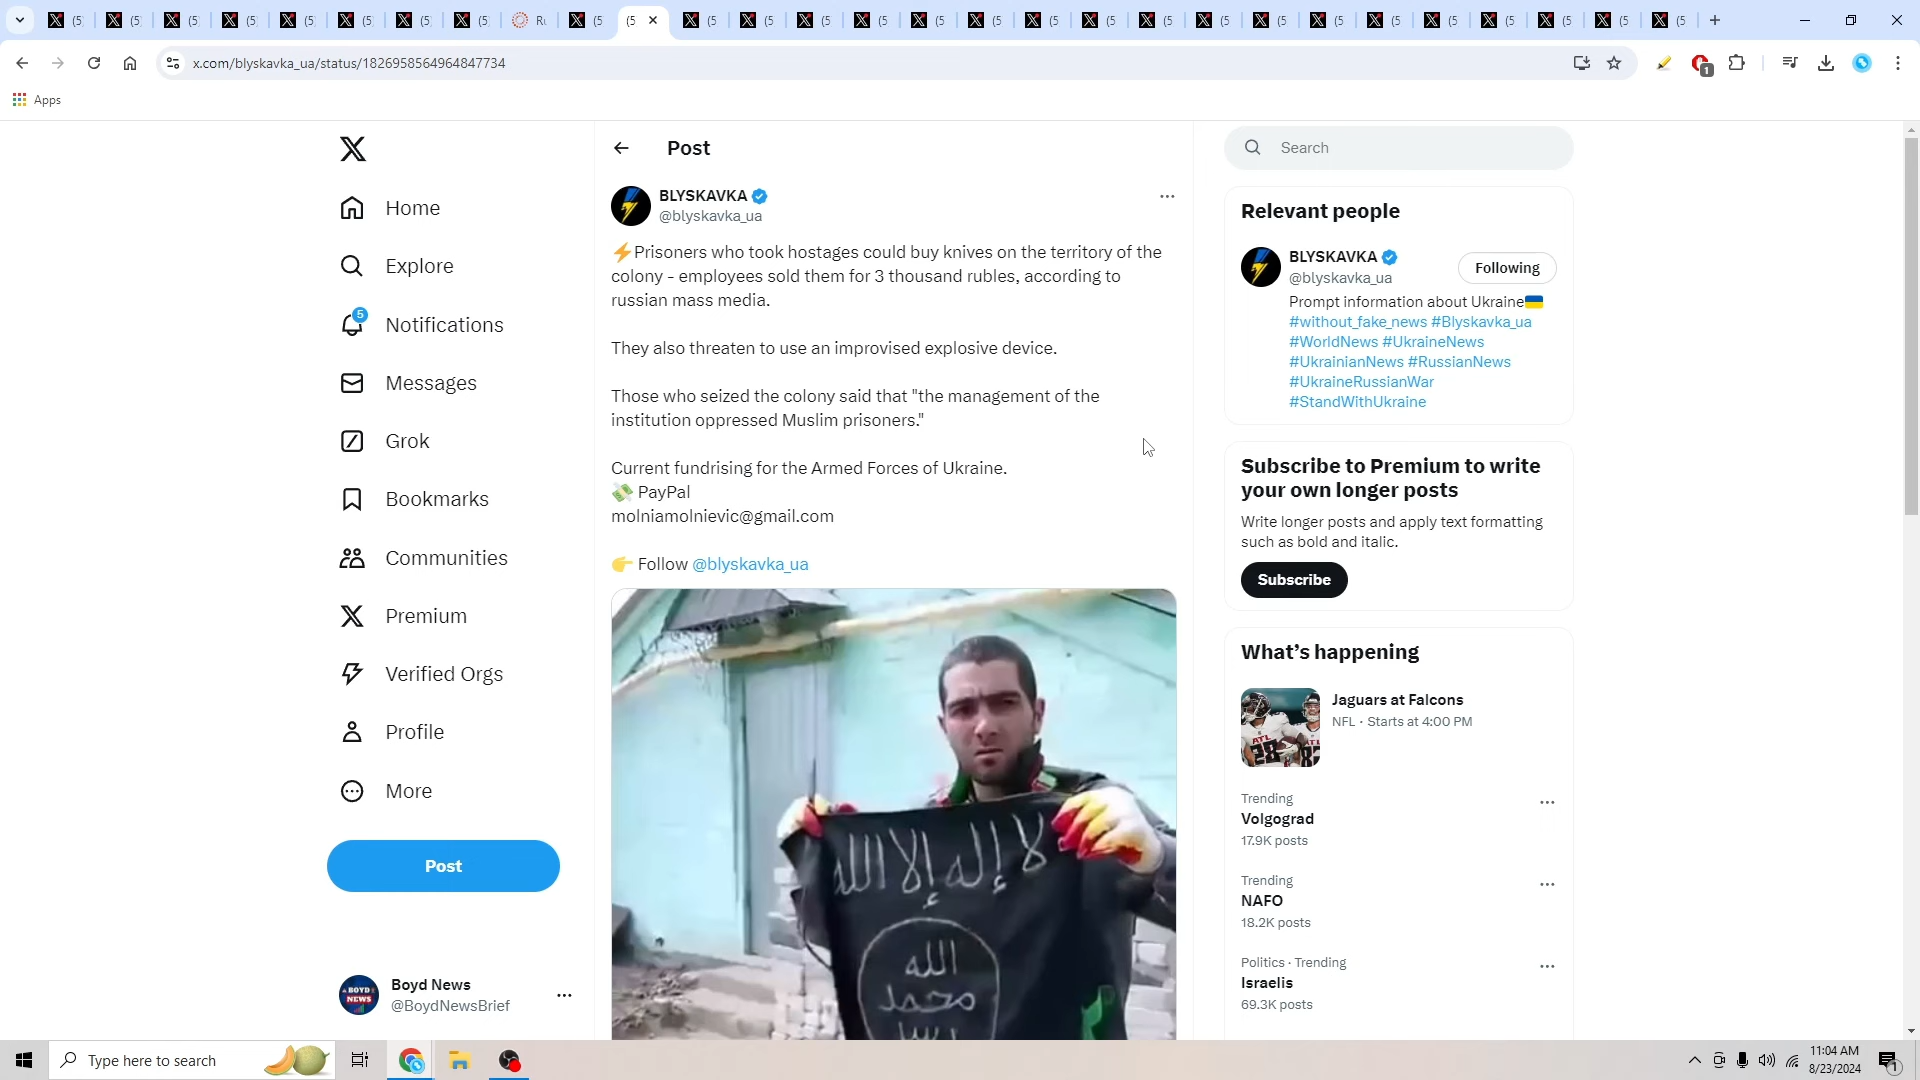 x.com/blyskavka_ua/status/1826958564964847734
1
Apps
Home
Explore
5
Notifications
Messages
Grok
Bookmarks
Communities
Premium
Verified Orgs
Profile
More
Post
Boyd News
@BoydNewsBrief
Post
BLYSKAVKA
@blyskavka_ua
⚡Prisoners who took hostages could buy knives on the territory of the
colony - employees sold them for 3 thousand rubles, according to
russian mass media.
They also threaten to use an improvised explosive device.
Those who seized the colony said that "the management of the
institution oppressed Muslim prisoners."
Current fundrising for the Armed Forces of Ukraine.
💸 PayPal
molniamolnievic@gmail.com
👉 Follow @blyskavka_ua
لا إله إلا الله
الله
محمد
Search
Relevant people
BLYSKAVKA
@blyskavka_ua
Following
Prompt information about Ukraine🇺🇦
#without_fake_news #Blyskavka_ua
#WorldNews #UkraineNews
#UkrainianNews #RussianNews
#UkraineRussianWar
#StandWithUkraine
Subscribe to Premium to write
your own longer posts
Write longer posts and apply text formatting
such as bold and italic.
Subscribe
What's happening
Jaguars at Falcons
NFL · Starts at 4:00 PM
Trending
Volgograd
17.9K posts
Trending
NAFO
18.2K posts
Politics · Trending
Israelis
69.3K posts
Type here to search
11:04 AM
8/23/2024
1